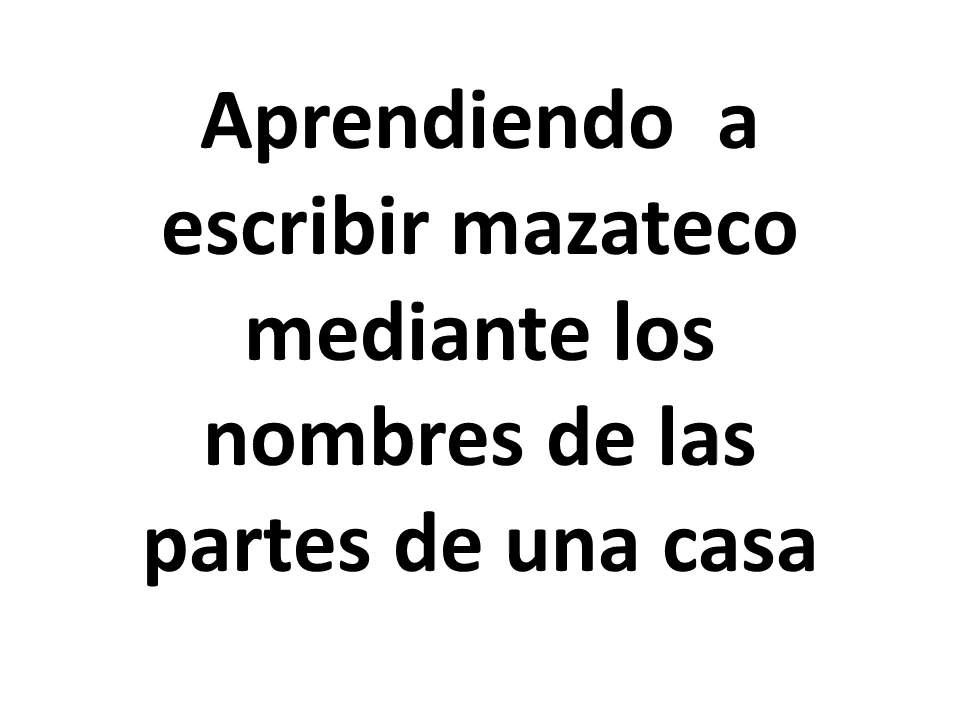 Aprendiendo  a
escribir mazateco
mediante los
nombres de las
partes de una casa